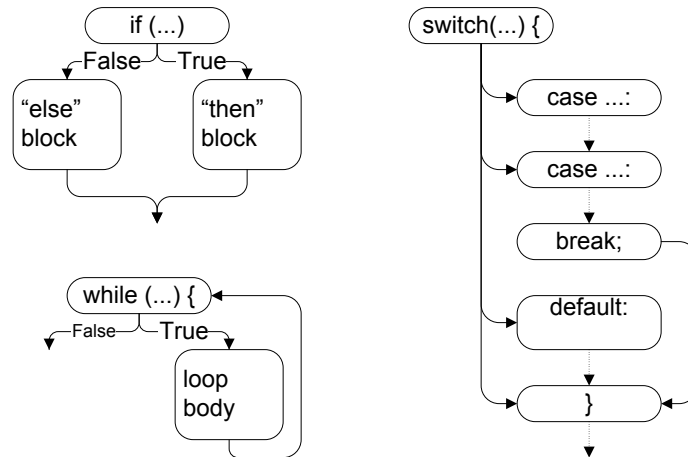 if (...)
False
True
“else”
block
“then”
block
while (...) {
False
True
loop
body
switch(...) {
case ...:
case ...:
break;
default:
}